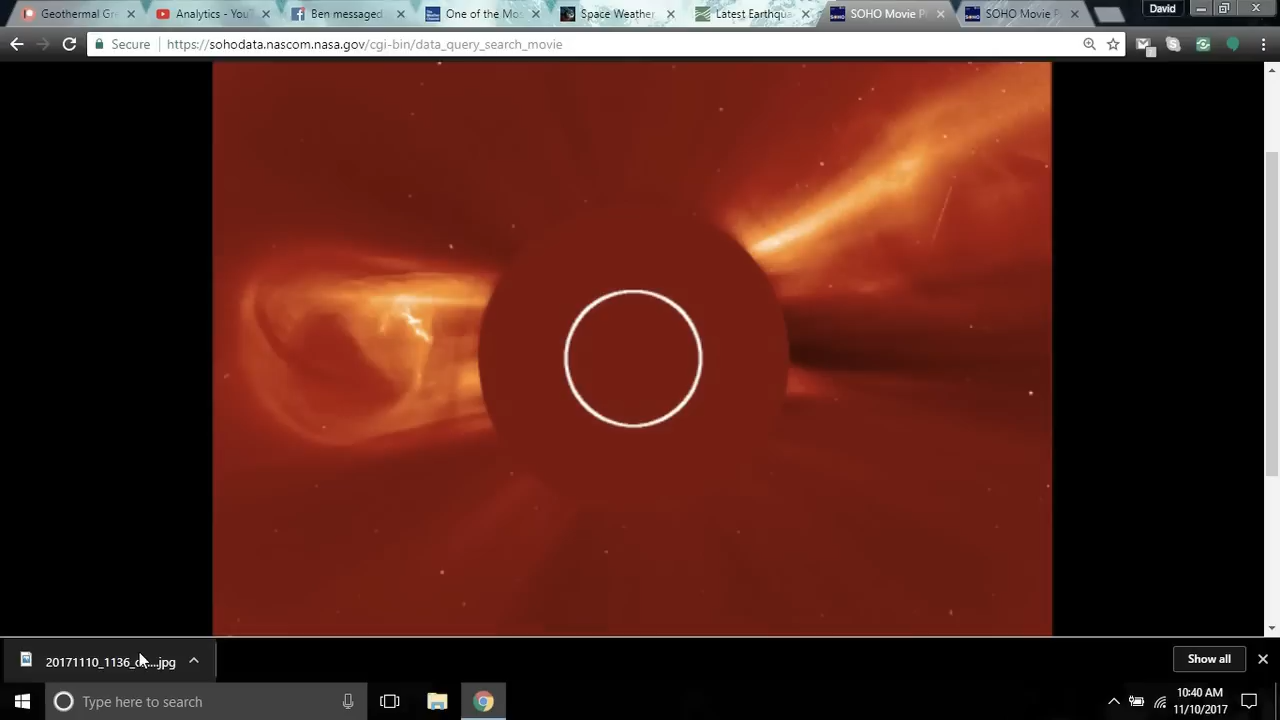 Geothermal Gr
Analytics - You
Ben messaged
One of the Mo
Space Weather
Latest Earthqua
SOHO Movie P
SOHO Movie P
David
Secure
https://sohodata.nascom.nasa.gov/cgi-bin/data_query_search_movie
20171110_1136_c....jpg
Show all
Type here to search
10:40 AM
11/10/2017